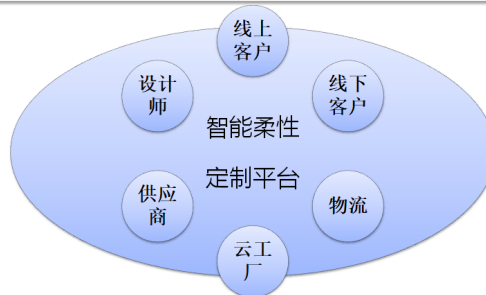 线上
客户
设计
师
线下
客户
智能柔性
定制平台
供应
商
物流
云工
厂